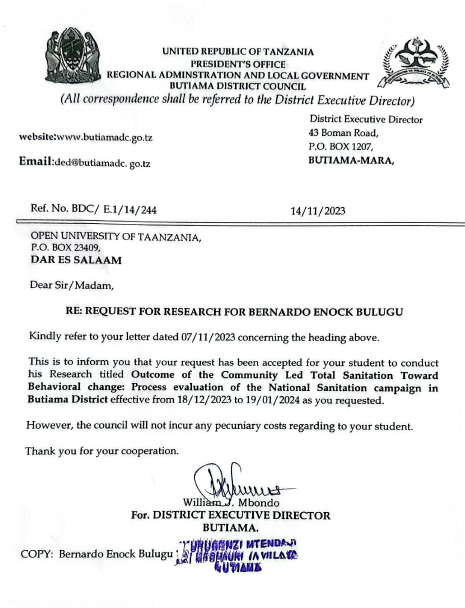 UNITED REPUBLIC OF TANZANIA
PRESIDENT'S OFFICE
REGIONAL ADMINSTRATION AND LOCAL GOVERNMENT
BUTIAMA DISTRICT COUNCIL
(All correspondence shall be referred to the District Executive Director)
District Executive Director
43 Boman Road,
P.O. BOX 1207,
BUTIAMA-MARA,
website:www.butiamadc.go.tz
Email:ded@butiamadc. go.tz
Ref. No. BDC/ E.1/14/244
14/11/2023
OPEN UNIVERSITY OF TAANZANIA,
P.O. BOX 23409,
DAR ES SALAAM
Dear Sir/Madam,
RE: REQUEST FOR RESEARCH FOR BERNARDO ENOCK BULUGU
Kindly refer to your letter dated 07/11/2023 concerning the heading above.
This is to inform you that your request has been accepted for your student to conduct
his Research titled Outcome of the Community Led Total Sanitation Toward
Behavioral change: Process evaluation of the National Sanitation campaign in
Butiama District effective from 18/12/2023 to 19/01/2024 as you requested.
However, the council will not incur any pecuniary costs regarding to your student.
Thank you for your cooperation.
William J. Mbondo
For. DISTRICT EXECUTIVE DIRECTOR
BUTIAMA.
COPY: Bernardo Enock Bulugu
MTENDAJI
BUTIAMA